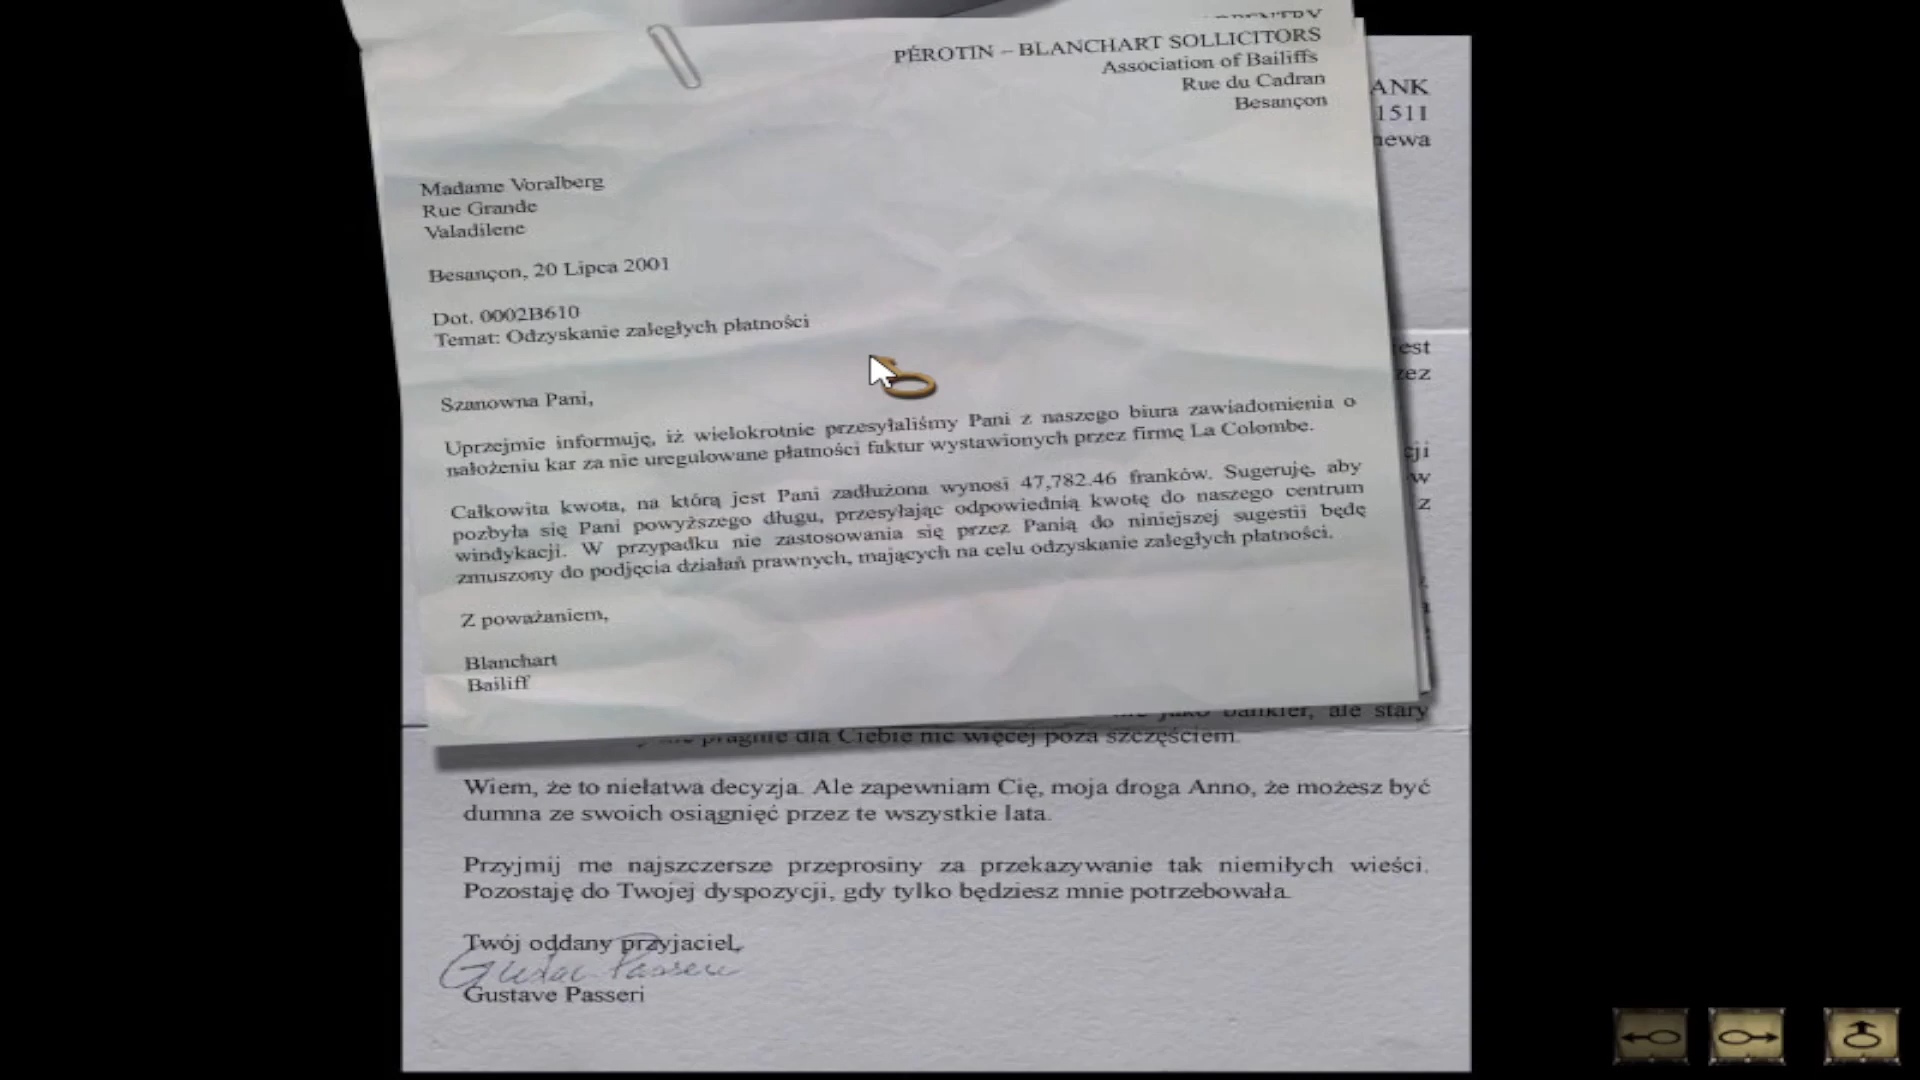 PÉROTIN – BLANCHART SOLLICITORS
Association of Bailiffs
Rue du Cadran
Besançon
ANK
1511
newa
Madame Voralberg
Rue Grande
Valadilene
Besançon, 20 Lipca 2001
Dot. 0002B610
Temat: Odzyskanie zaległych płatności
Szanowna Pani,
Uprzejmie informuję, iż wielokrotnie przesyłaliśmy Pani z naszego biura zawiadomienia o
nałożeniu kar za nie uregulowane płatności faktur wystawionych przez firmę La Colombe.
Całkowita kwota, na którą jest Pani zadłużona wynosi 47,782.46 franków. Sugeruję, aby
pozbyła się Pani powyższego długu, przesyłając odpowiednią kwotę do naszego centrum
windykacji. W przypadku nie zastosowania się przez Panią do niniejszej sugestii będę
zmuszony do podjęcia działań prawnych, mających na celu odzyskanie zaległych płatności.
Z poważaniem,
Blanchart
Bailiff
est
zez
cji
w
z
jako bankier, ale stary
pragnie dla Ciebie nic więcej poza szczęściem.
Wiem, że to niełatwa decyzja. Ale zapewniam Cię, moja droga Anno, że możesz być
dumna ze swoich osiągnięć przez te wszystkie lata.
Przyjmij me najszczersze przeprosiny za przekazywanie tak niemiłych wieści.
Pozostaję do Twojej dyspozycji, gdy tylko będziesz mnie potrzebowała.
Twój oddany przyjaciel,
Gustave Passeri
Gustave Passeri